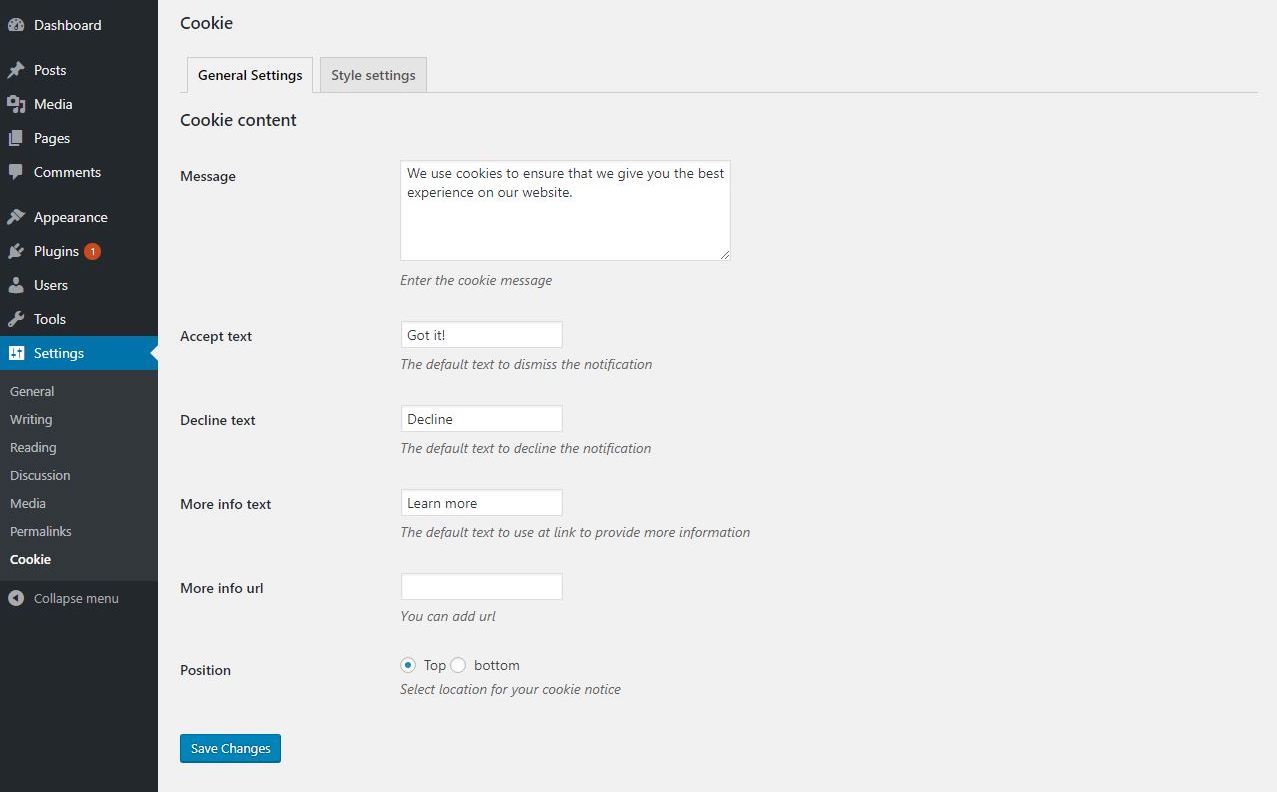 Dashboard
Posts
Media
Pages
Comments
Appearance
Plugins 1
Users
Tools
Settings
General
Writing
Reading
Discussion
Media
Permalinks
Cookie
Collapse menu
Cookie
General Settings Style settings
Cookie content
Message
We use cookies to ensure that we give you the best
experience on our website.
Enter the cookie message
Accept text
Got it!
The default text to dismiss the notification
Decline text
Decline
The default text to decline the notification
More info text
Learn more
The default text to use at link to provide more information
More info url
You can add url
Position
Top bottom
Select location for your cookie notice
Save Changes